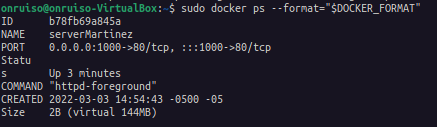 onruiso@onruiso-VirtualBox:~$ sudo docker ps --format="$DOCKER_FORMAT"
ID      b78fb69a845a
NAME    serverMartinez
PORT    0.0.0.0:1000->80/tcp, :::1000->80/tcp
Statu
s       Up 3 minutes
COMMAND "httpd-foreground"
CREATED 2022-03-03 14:54:43 -0500 -05
Size    2B (virtual 144MB)